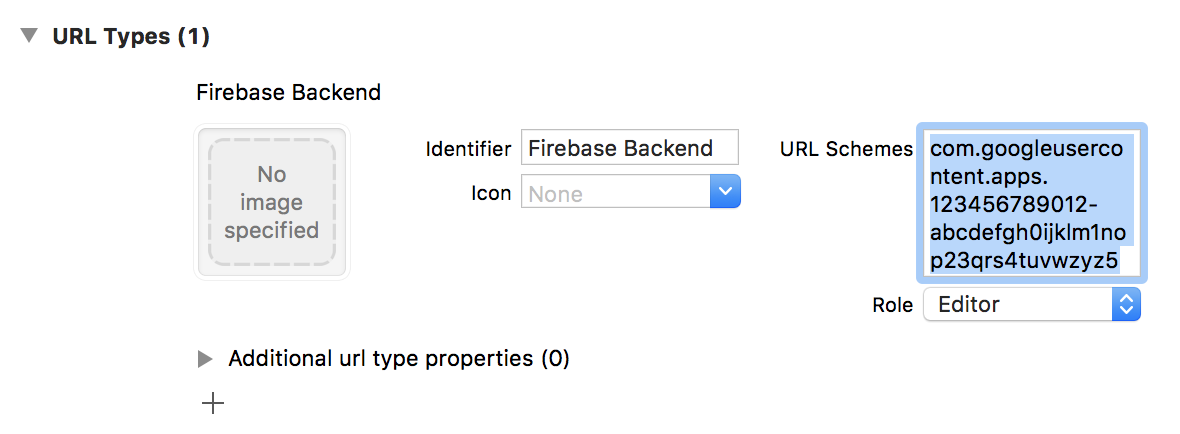 URL Types (1)
Firebase Backend
No
image
specified
Identifier Firebase Backend
Icon None
URL Schemes
com.googleuserco
ntent.apps.
123456789012-
abcdefgh0ijklm1no
p23qrs4tuvwzyz5
Role Editor
Additional url type properties (0)